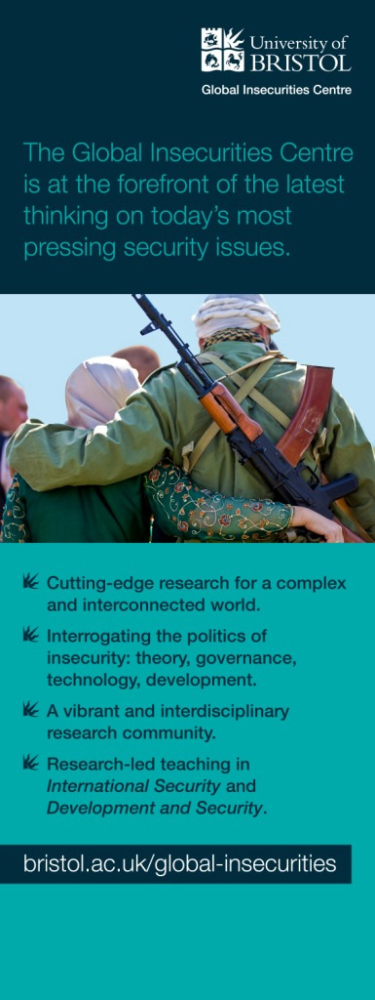 University of
BRISTOL
Global Insecurities Centre
The Global Insecurities Centre
is at the forefront of the latest
thinking on today's most
pressing security issues.
Cutting-edge research for a complex
and interconnected world.
Interrogating the politics of
insecurity: theory, governance,
technology, development.
A vibrant and interdisciplinary
research community.
Research-led teaching in
International Security and
Development and Security.
bristol.ac.uk/global-insecurities